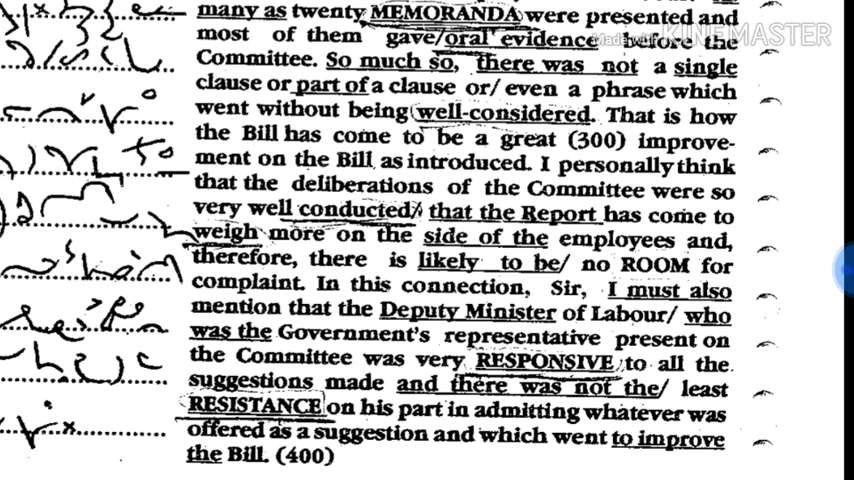 many as twenty MEMORANDA were presented and
most of them gave/oral evidence before the
Committee. So much so, there was not a single
clause or part of a clause or/ even a phrase which
went without being well-considered. That is how
the Bill has come to be a great (300) improve-
ment on the Bill as introduced. I personally think
that the deliberations of the Committee were so
very well conducted/ that the Report has come to
weigh more on the side of the employees and,
therefore, there is likely to be/ no ROOM for
complaint. In this connection, Sir, I must also
mention that the Deputy Minister of Labour/ who
was the Government's representative present on
the Committee was very RESPONSIVE to all the
suggestions made and there was not the/ least
RESISTANCE on his part in admitting whatever was
offered as a suggestion and which went to improve
the Bill. (400)
Made with KINEMASTER